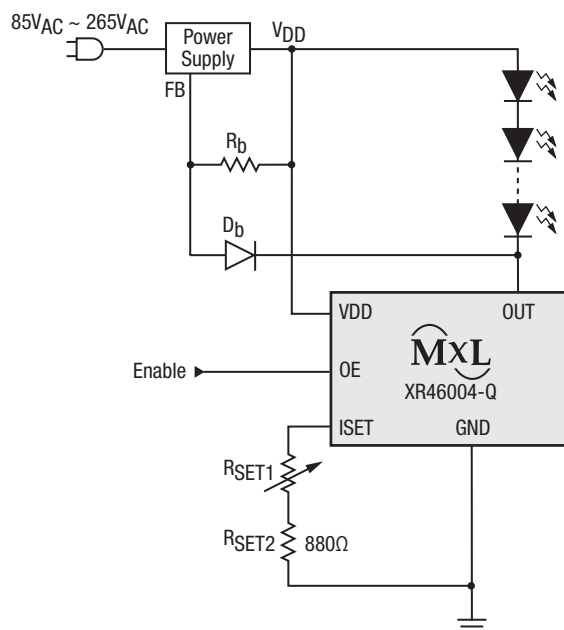 85VAC ~ 265VAC
Power
Supply
VDD
FB
Rb
Db
VDD
OUT
MxL
XR46004-Q
Enable
OE
ISET
GND
RSET1
RSET2
880Ω